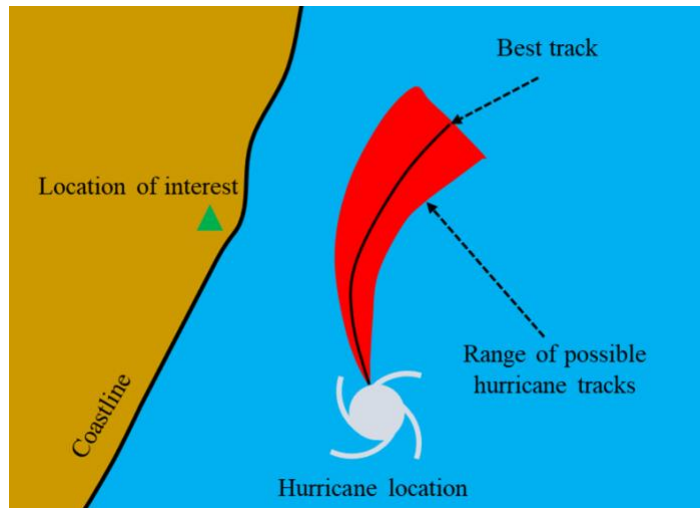 Best track
Location of interest
Range of possible
hurricane tracks
Coastline
Hurricane location